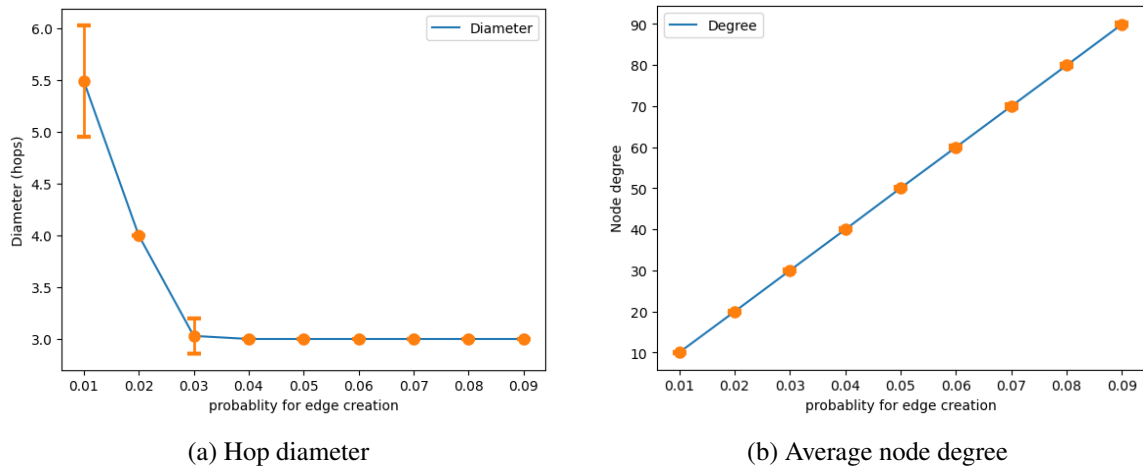 Diameter
6.0
5.5
5.0
4.5
4.0
3.5
3.0
Diameter (hops)
0.01 0.02 0.03 0.04 0.05 0.06 0.07 0.08 0.09
probablity for edge creation
(a) Hop diameter
Degree
90
80
70
60
50
40
30
20
10
Node degree
0.01 0.02 0.03 0.04 0.05 0.06 0.07 0.08 0.09
probablity for edge creation
(b) Average node degree